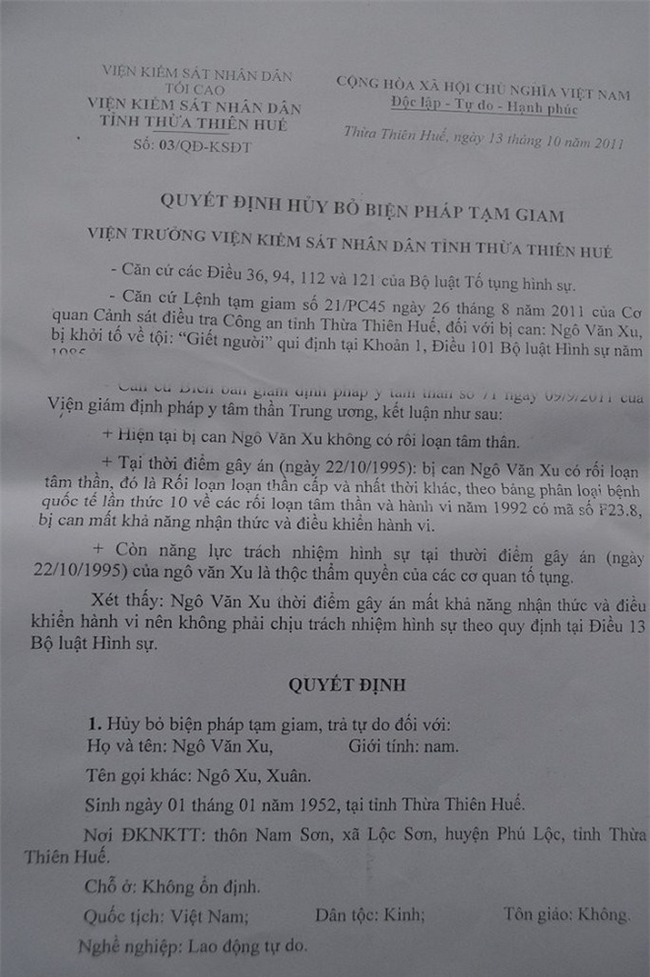 VIỆN KIỂM SÁT NHÂN DÂN
TỐI CAO
VIỆN KIỂM SÁT NHÂN DÂN
TỈNH THỪA THIÊN HUẾ
Số: 03/QĐ-KSĐT
CỘNG HÒA XÃ HỘI CHỦ NGHĨA VIỆT NAM
Độc lập - Tự do - Hạnh phúc
Thừa Thiên Huế, ngày 13 tháng 10 năm 2011
QUYẾT ĐỊNH HỦY BỎ BIỆN PHÁP TẠM GIAM
VIỆN TRƯỞNG VIỆN KIỂM SÁT NHÂN DÂN TỈNH THỪA THIÊN HUẾ
- Căn cứ các Điều 36, 94, 112 và 121 của Bộ luật Tố tụng hình sự.
- Căn cứ Lệnh tạm giam số 21/PC45 ngày 26 tháng 8 năm 2011 của Cơ
quan Cảnh sát điều tra Công an tỉnh Thừa Thiên Huế, đối với bị can: Ngô Văn Xu,
bị khởi tố về tội: “Giết người” qui định tại Khoản 1, Điều 101 Bộ luật Hình sự năm
1985.
- Căn cứ Biên bản giám định pháp y tâm thần số 71 ngày 09/9/2011 của
Viện giám định pháp y tâm thần Trung ương, kết luận như sau:
+ Hiện tại bị can Ngô Văn Xu không có rối loạn tâm thần.
+ Tại thời điểm gây án (ngày 22/10/1995): bị can Ngô Văn Xu có rối loạn
tâm thần, đó là Rối loạn loạn thần cấp và nhất thời khác, theo bảng phân loại bệnh
quốc tế lần thức 10 về các rối loạn tâm thần và hành vi năm 1992 có mã số F23.8,
bị can mất khả năng nhận thức và điều khiển hành vi.
+ Còn năng lực trách nhiệm hình sự tại thười điểm gây án (ngày
22/10/1995) của ngô văn Xu là thộc thẩm quyền của các cơ quan tố tụng.
Xét thấy: Ngô Văn Xu thời điểm gây án mất khả năng nhận thức và điều
khiển hành vi nên không phải chịu trách nhiệm hình sự theo quy định tại Điều 13
Bộ luật Hình sự.
QUYẾT ĐỊNH
1. Hủy bỏ biện pháp tạm giam, trả tự do đối với:
Họ và tên: Ngô Văn Xu, Giới tính: nam.
Tên gọi khác: Ngô Xu, Xuân.
Sinh ngày 01 tháng 01 năm 1952, tại tỉnh Thừa Thiên Huế.
Nơi ĐKNKTT: thôn Nam Sơn, xã Lộc Sơn, huyện Phú Lộc, tỉnh Thừa
Thiên Huế.
Chỗ ở: Không ổn định.
Quốc tịch: Việt Nam; Dân tộc: Kinh; Tôn giáo: Không.
Nghề nghiệp: Lao động tự do.